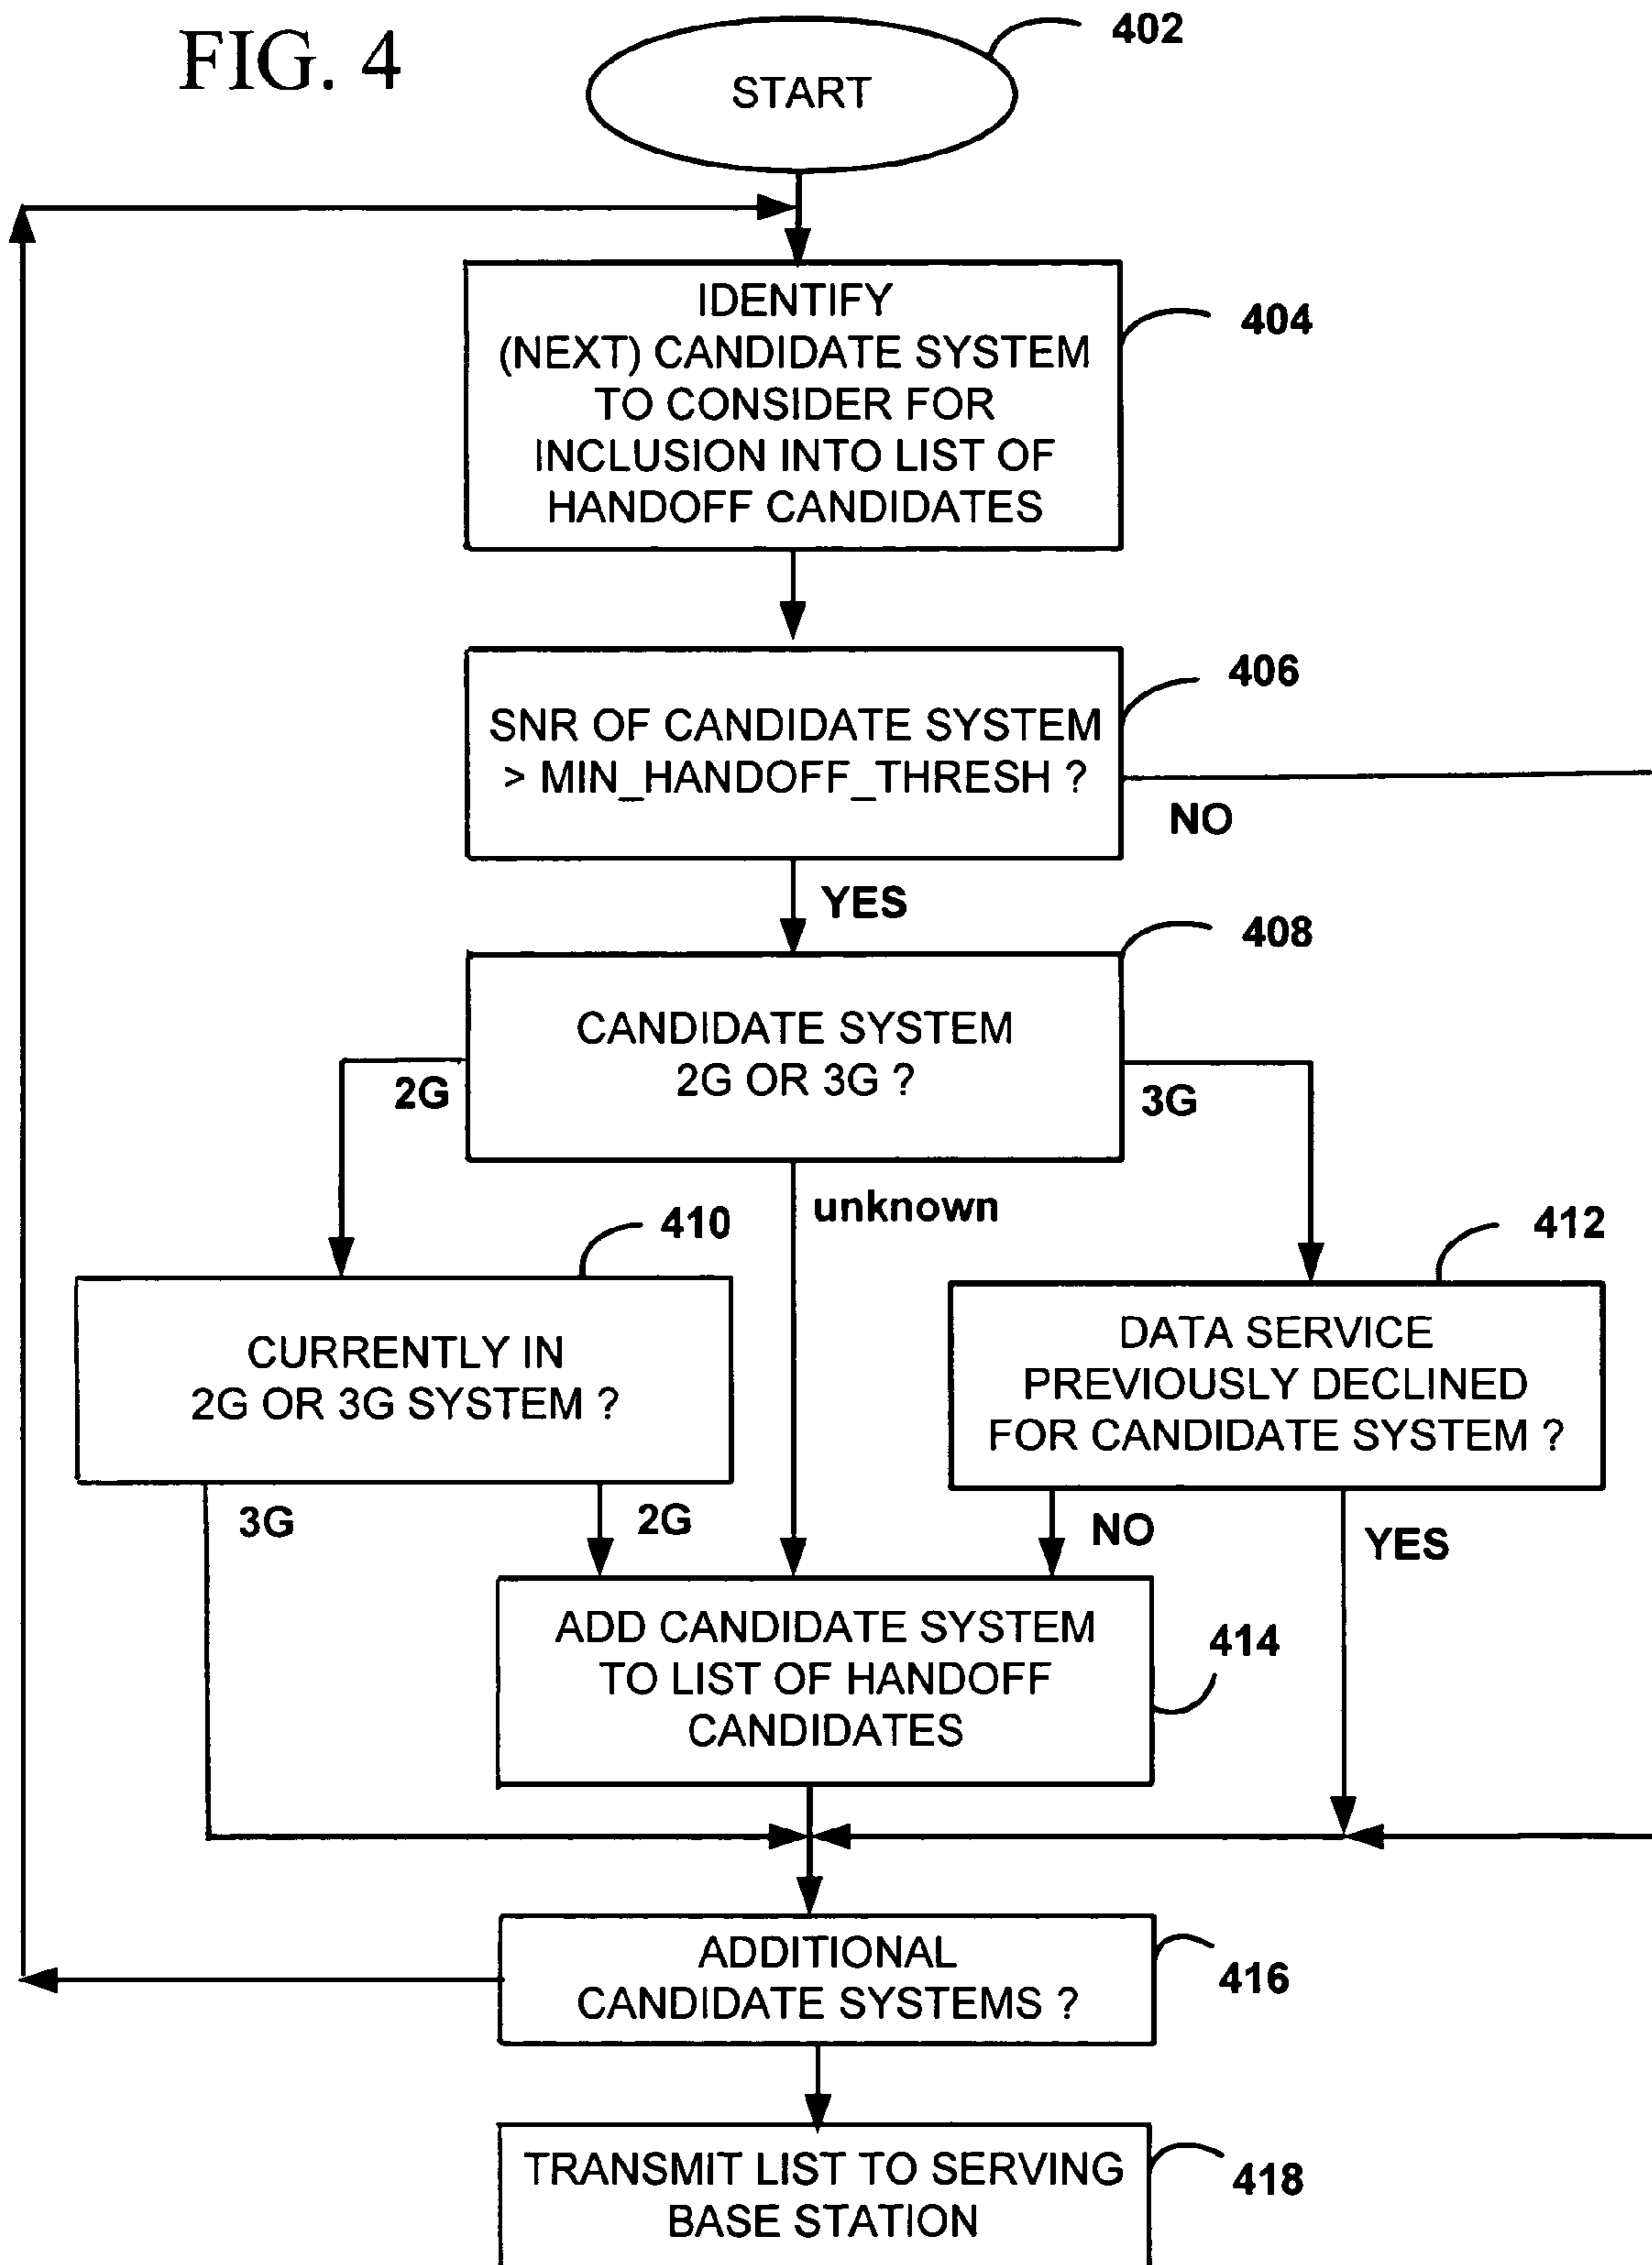 FIG. 4
402
START
IDENTIFY
(NEXT) CANDIDATE SYSTEM
TO CONSIDER FOR
INCLUSION INTO LIST OF
HANDOFF CANDIDATES
404
SNR OF CANDIDATE SYSTEM
> MIN_HANDOFF_THRESH ?
406
NO
YES
408
CANDIDATE SYSTEM
2G OR 3G ?
2G
3G
unknown
410
412
CURRENTLY IN
2G OR 3G SYSTEM ?
DATA SERVICE
PREVIOUSLY DECLINED
FOR CANDIDATE SYSTEM ?
3G
2G
NO
YES
ADD CANDIDATE SYSTEM
TO LIST OF HANDOFF
CANDIDATES
414
ADDITIONAL
CANDIDATE SYSTEMS ?
416
TRANSMIT LIST TO SERVING
BASE STATION
418